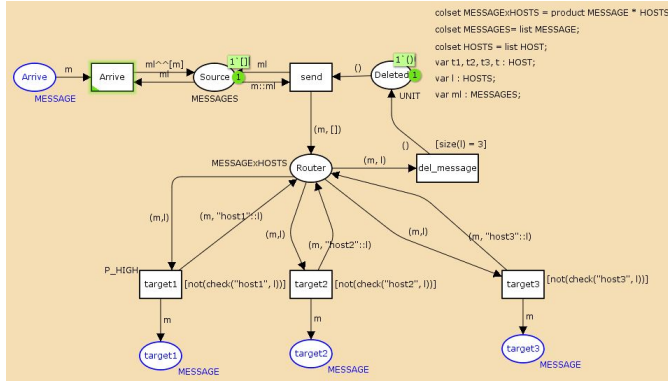 colset MESSAGExHOSTS = product MESSAGE * HOSTS
colset MESSAGES= list MESSAGE;
colset HOSTS = list HOST;
var t1, t2, t3, t : HOST;
var l : HOSTS;
var ml : MESSAGES;
1`[]
1`()
Arrive
m
Arrive
ml^^[m]
ml
Source
1
ml
m::ml
send
()
Deleted
1
MESSAGE
MESSAGES
UNIT
(m, [])
()
[size(l) = 3]
MESSAGExHOSTS
Router
(m, l)
del_message
(m,l)
(m, "host1"::l)
(m,l)
(m, "host2"::l)
(m,l)
(m, "host3"::l)
P_HIGH
target1
[not(check("host1", l))]
target2
[not(check("host2", l))]
target3
[not(check("host3", l))]
m
m
m
target1
MESSAGE
target2
MESSAGE
target3
MESSAGE